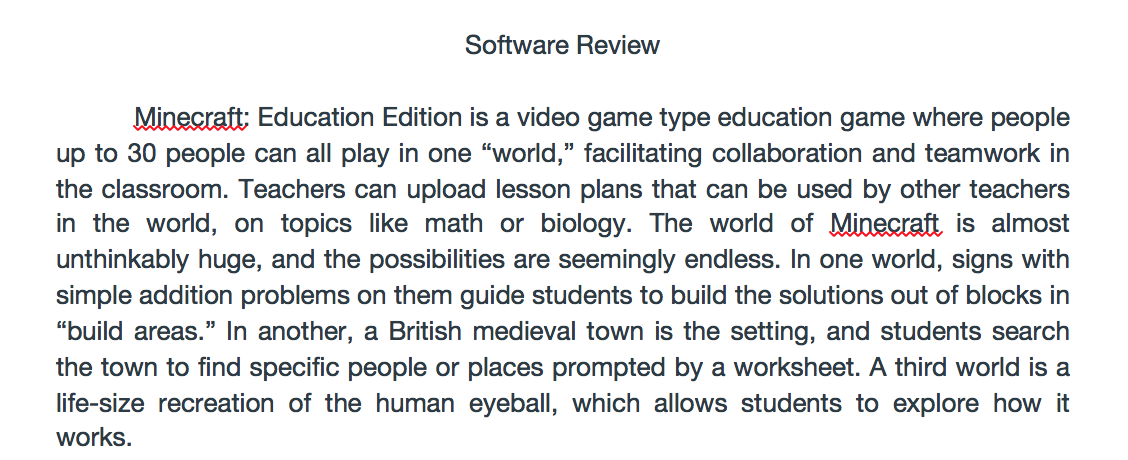 Software Review
Minecraft: Education Edition is a video game type education game where people
up to 30 people can all play in one “world,” facilitating collaboration and teamwork in
the classroom. Teachers can upload lesson plans that can be used by other teachers
in the world, on topics like math or biology. The world of Minecraft is almost
unthinkably huge, and the possibilities are seemingly endless. In one world, signs with
simple addition problems on them guide students to build the solutions out of blocks in
“build areas.” In another, a British medieval town is the setting, and students search
the town to find specific people or places prompted by a worksheet. A third world is a
life-size recreation of the human eyeball, which allows students to explore how it
works.